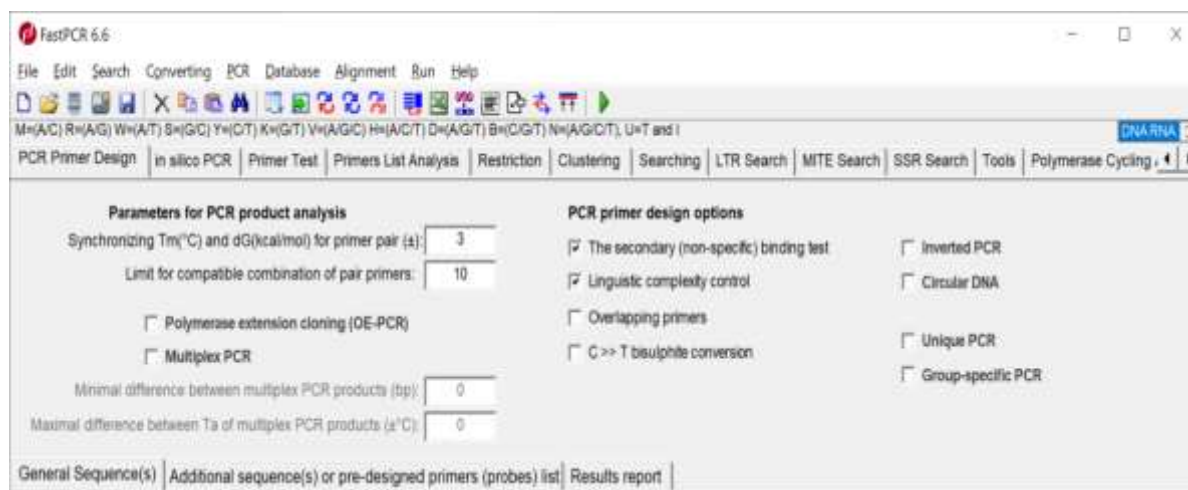 FastPCR 6.6
File Edit Search Converting PCR Database Alignment Run Help
M=(A/C) R=(A/G) W=(A/T) S=(G/C) Y=(C/T) K=(G/T) V=(A/G/C) H=(A/C/T) D=(A/G/T) B=(C/G/T) N=(A/G/C/T), U=T and I
DNA RNA
PCR Primer Design in silico PCR Primer Test Primers List Analysis Restriction Clustering Searching LTR Search MITE Search SSR Search Tools Polymerase Cycling
Parameters for PCR product analysis
Synchronizing Tm(°C) and dG(kcal/mol) for primer pair (±): 3
Limit for compatible combination of pair primers: 10
Polymerase extension cloning (OE-PCR)
Multiplex PCR
Minimal difference between multiplex PCR products (bp): 0
Maximal difference between Ta of multiplex PCR products (±°C): 0
PCR primer design options
The secondary (non-specific) binding test
Linguistic complexity control
Overlapping primers
C >> T bisulphite conversion
Inverted PCR
Circular DNA
Unique PCR
Group-specific PCR
General Sequence(s) Additional sequence(s) or pre-designed primers (probes) list Results report